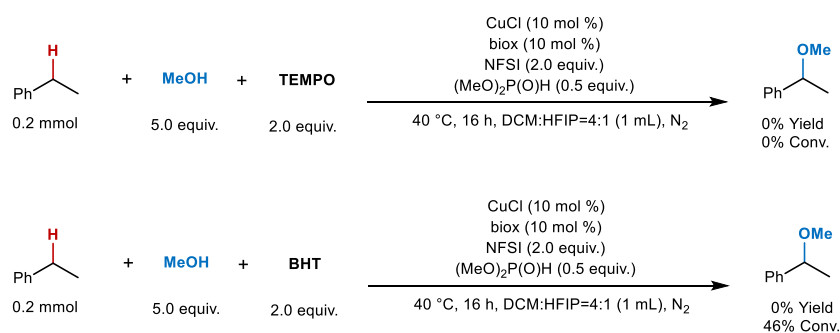 CuCl (10 mol %)
biox (10 mol %)
NFSI (2.0 equiv.)
(MeO)₂P(O)H (0.5 equiv.)
H
OMe
Ph
+ MeOH + TEMPO
Ph
0.2 mmol
5.0 equiv.
2.0 equiv.
40 °C, 16 h, DCM:HFIP=4:1 (1 mL), N₂
0% Yield
0% Conv.
CuCl (10 mol %)
biox (10 mol %)
NFSI (2.0 equiv.)
(MeO)₂P(O)H (0.5 equiv.)
H
OMe
Ph
+ MeOH + BHT
Ph
0.2 mmol
5.0 equiv.
2.0 equiv.
40 °C, 16 h, DCM:HFIP=4:1 (1 mL), N₂
0% Yield
46% Conv.